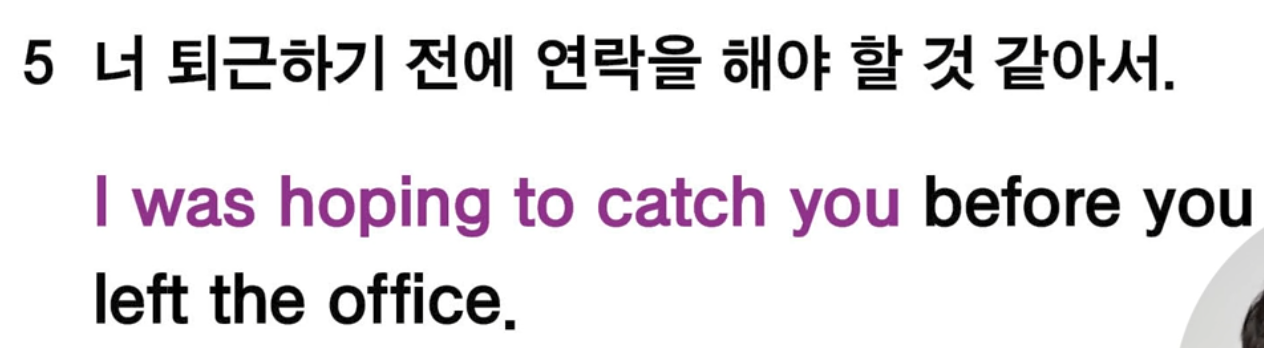 5 너 퇴근하기 전에 연락을 해야 할 것 같아서.
I was hoping to catch you before you
left the office.